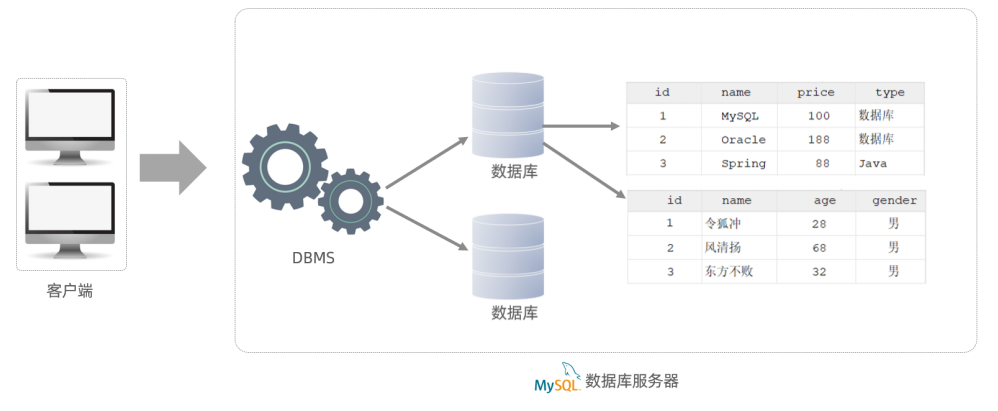 客户端
DBMS
数据库
数据库
id name price type
1 MySQL 100 数据库
2 Oracle 188 数据库
3 Spring 88 Java
id name age gender
1 令狐冲 28 男
2 风清扬 68 男
3 东方不败 32 男
MySQL 数据库服务器